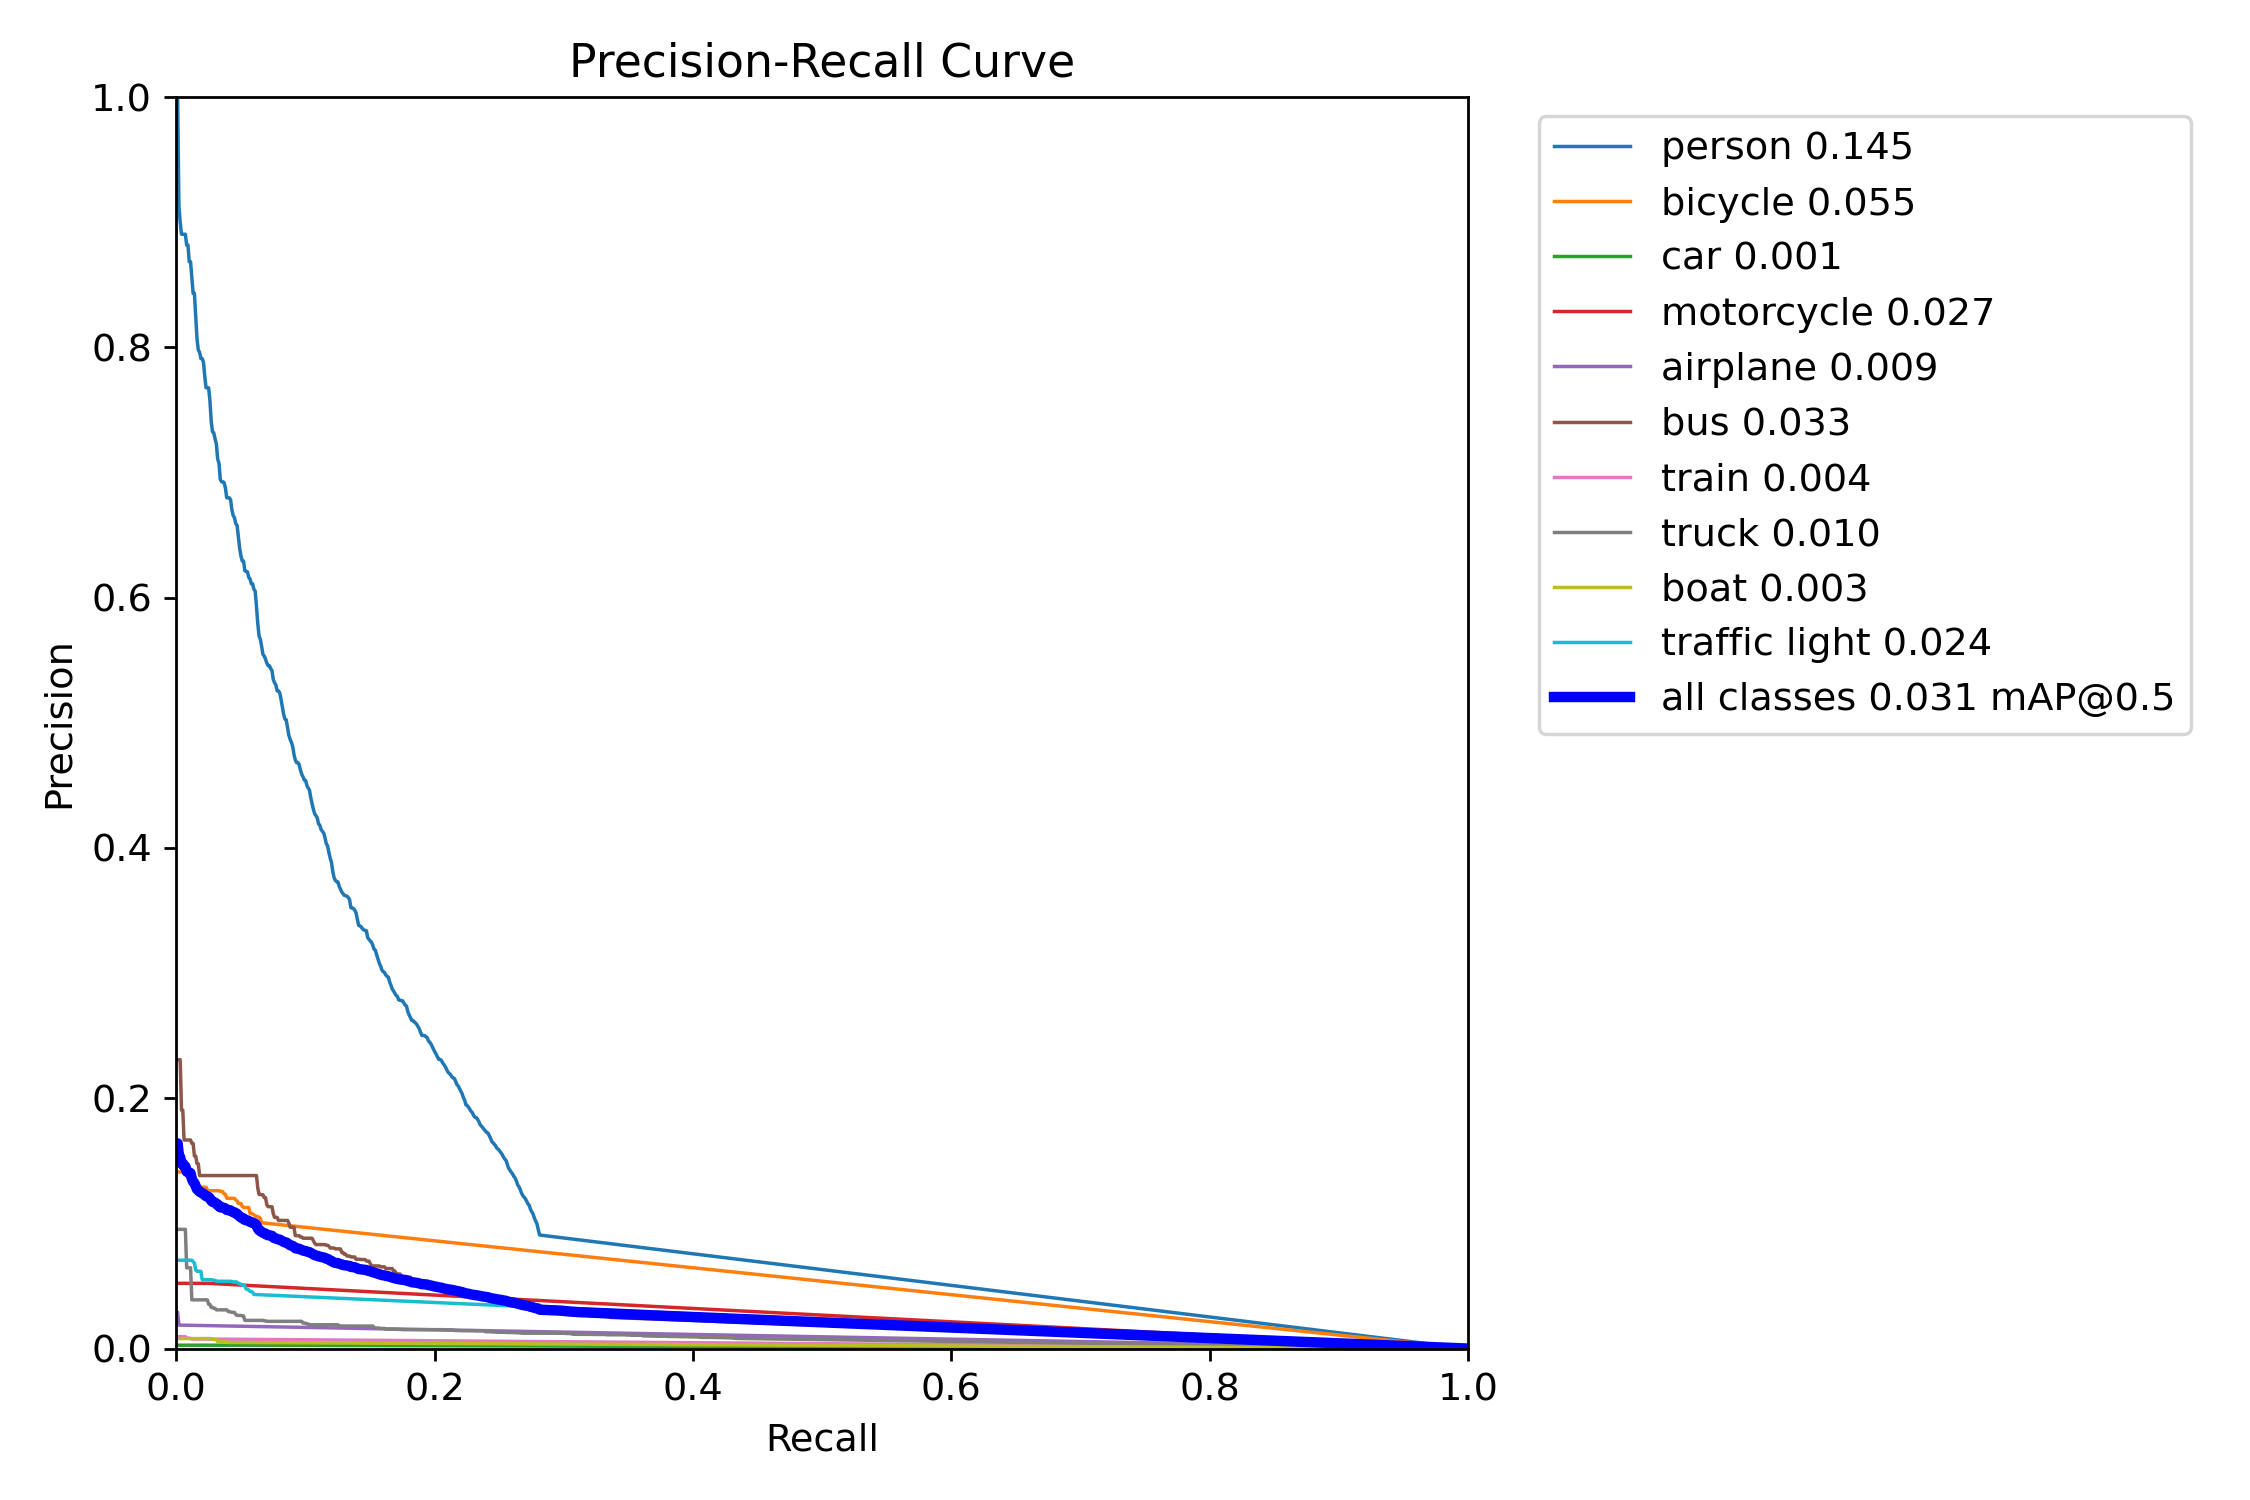 Precision-Recall Curve
1.0
0.8
0.6
0.4
0.2
0.0
Precision
0.0 0.2 0.4 0.6 0.8 1.0
Recall
person 0.145
bicycle 0.055
car 0.001
motorcycle 0.027
airplane 0.009
bus 0.033
train 0.004
truck 0.010
boat 0.003
traffic light 0.024
all classes 0.031 mAP@0.5